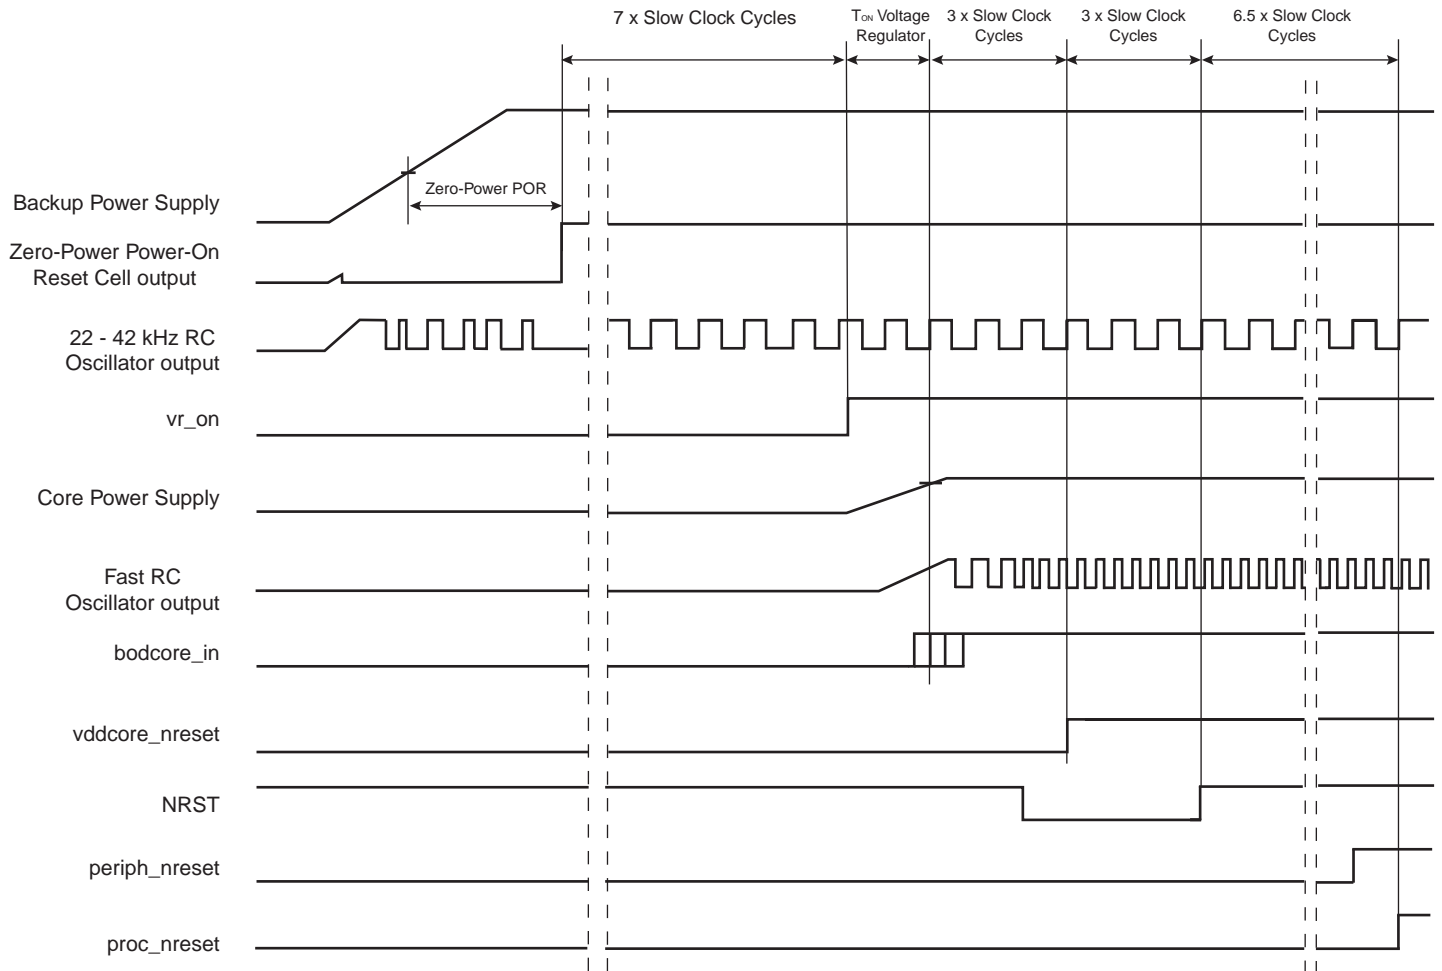 7 x Slow Clock Cycles
TON Voltage
Regulator
3 x Slow Clock
Cycles
3 x Slow Clock
Cycles
6.5 x Slow Clock
Cycles
Zero-Power POR
Backup Power Supply
Zero-Power Power-On
Reset Cell output
22 - 42 kHz RC
Oscillator output
vr_on
Core Power Supply
Fast RC
Oscillator output
bodcore_in
vddcore_nreset
NRST
periph_nreset
proc_nreset